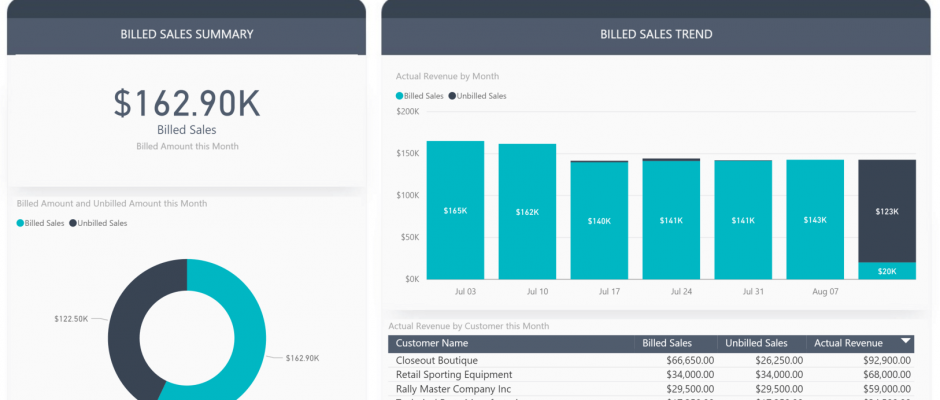 BILLED SALES SUMMARY
$162.90K
Billed Sales
Billed Amount this Month
Billed Amount and Unbilled Amount this Month
Billed Sales Unbilled Sales
$122.50K
$162.90K
BILLED SALES TREND
Actual Revenue by Month
Billed Sales Unbilled Sales
$200K
$150K
$100K
$50K
$0K
$165K $162K $140K $141K $141K $143K $123K
$20K
Jul 03 Jul 10 Jul 17 Jul 24 Jul 31 Aug 07
Actual Revenue by Customer this Month
Customer Name Billed Sales Unbilled Sales Actual Revenue
Closeout Boutique $66,650.00 $26,250.00 $92,900.00
Retail Sporting Equipment $34,000.00 $34,000.00 $68,000.00
Rally Master Company Inc $29,500.00 $29,500.00 $59,000.00